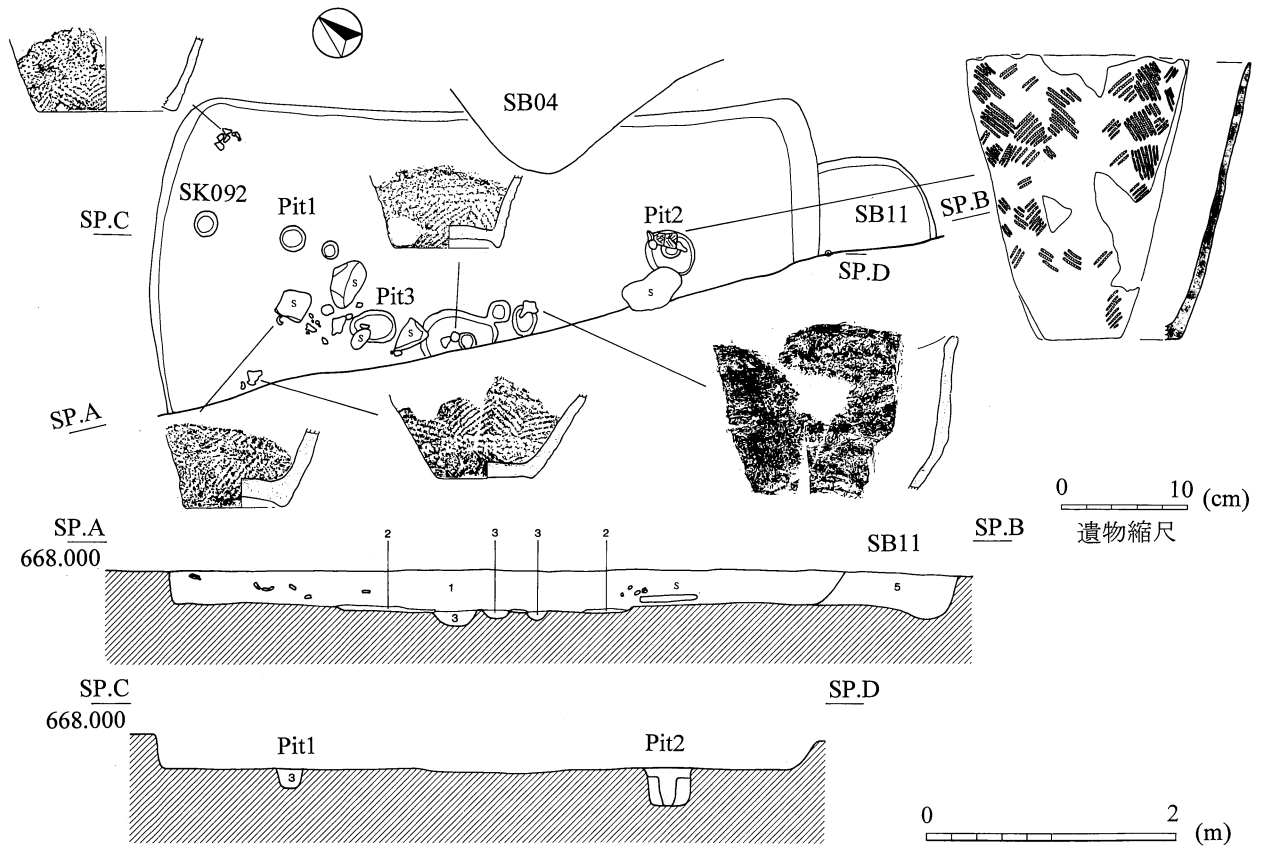 SB04
SK092
Pit1
SP.C
Pit2
SB11
SP.B
SP.D
S
S
S
Pit3
S
S
SP.A
0 10 (cm)
遺物縮尺
SP.A
668.000
2 3 3 2
SB11
SP.B
1
S
5
3
SP.C
668.000
SP.D
Pit1
Pit2
3
0 2
(m)